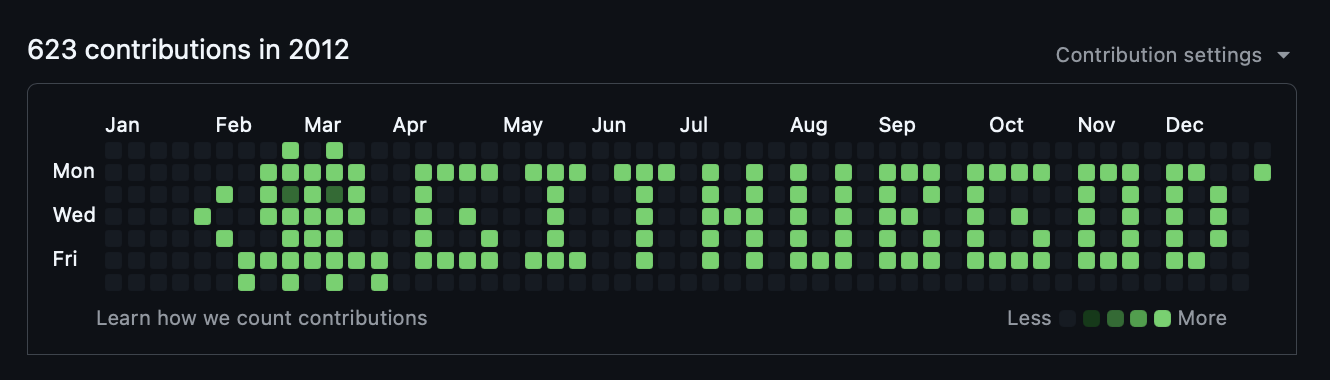 623 contributions in 2012
Contribution settings
Jan Feb Mar Apr May Jun Jul Aug Sep Oct Nov Dec
Mon
Wed
Fri
GITHUBGOD
Learn how we count contributions
Less More